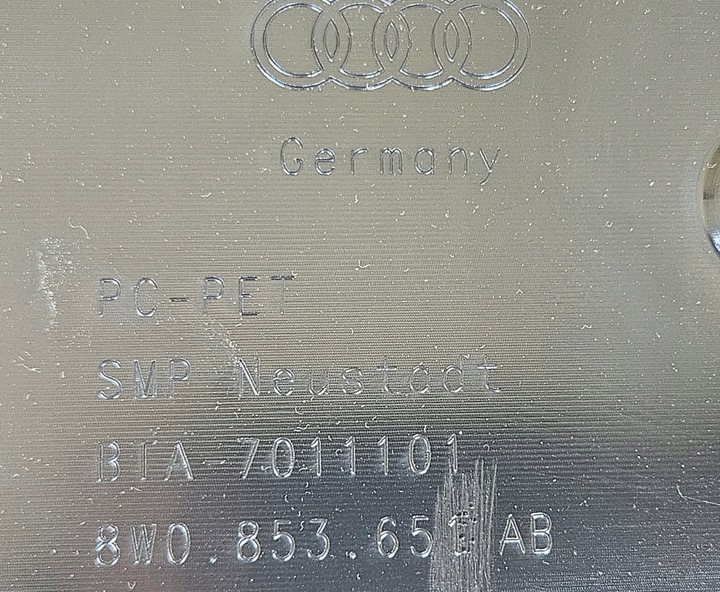 Germany
PC-PET
SMP Neustadt
BTA 7011101
8W0.853.651 AB